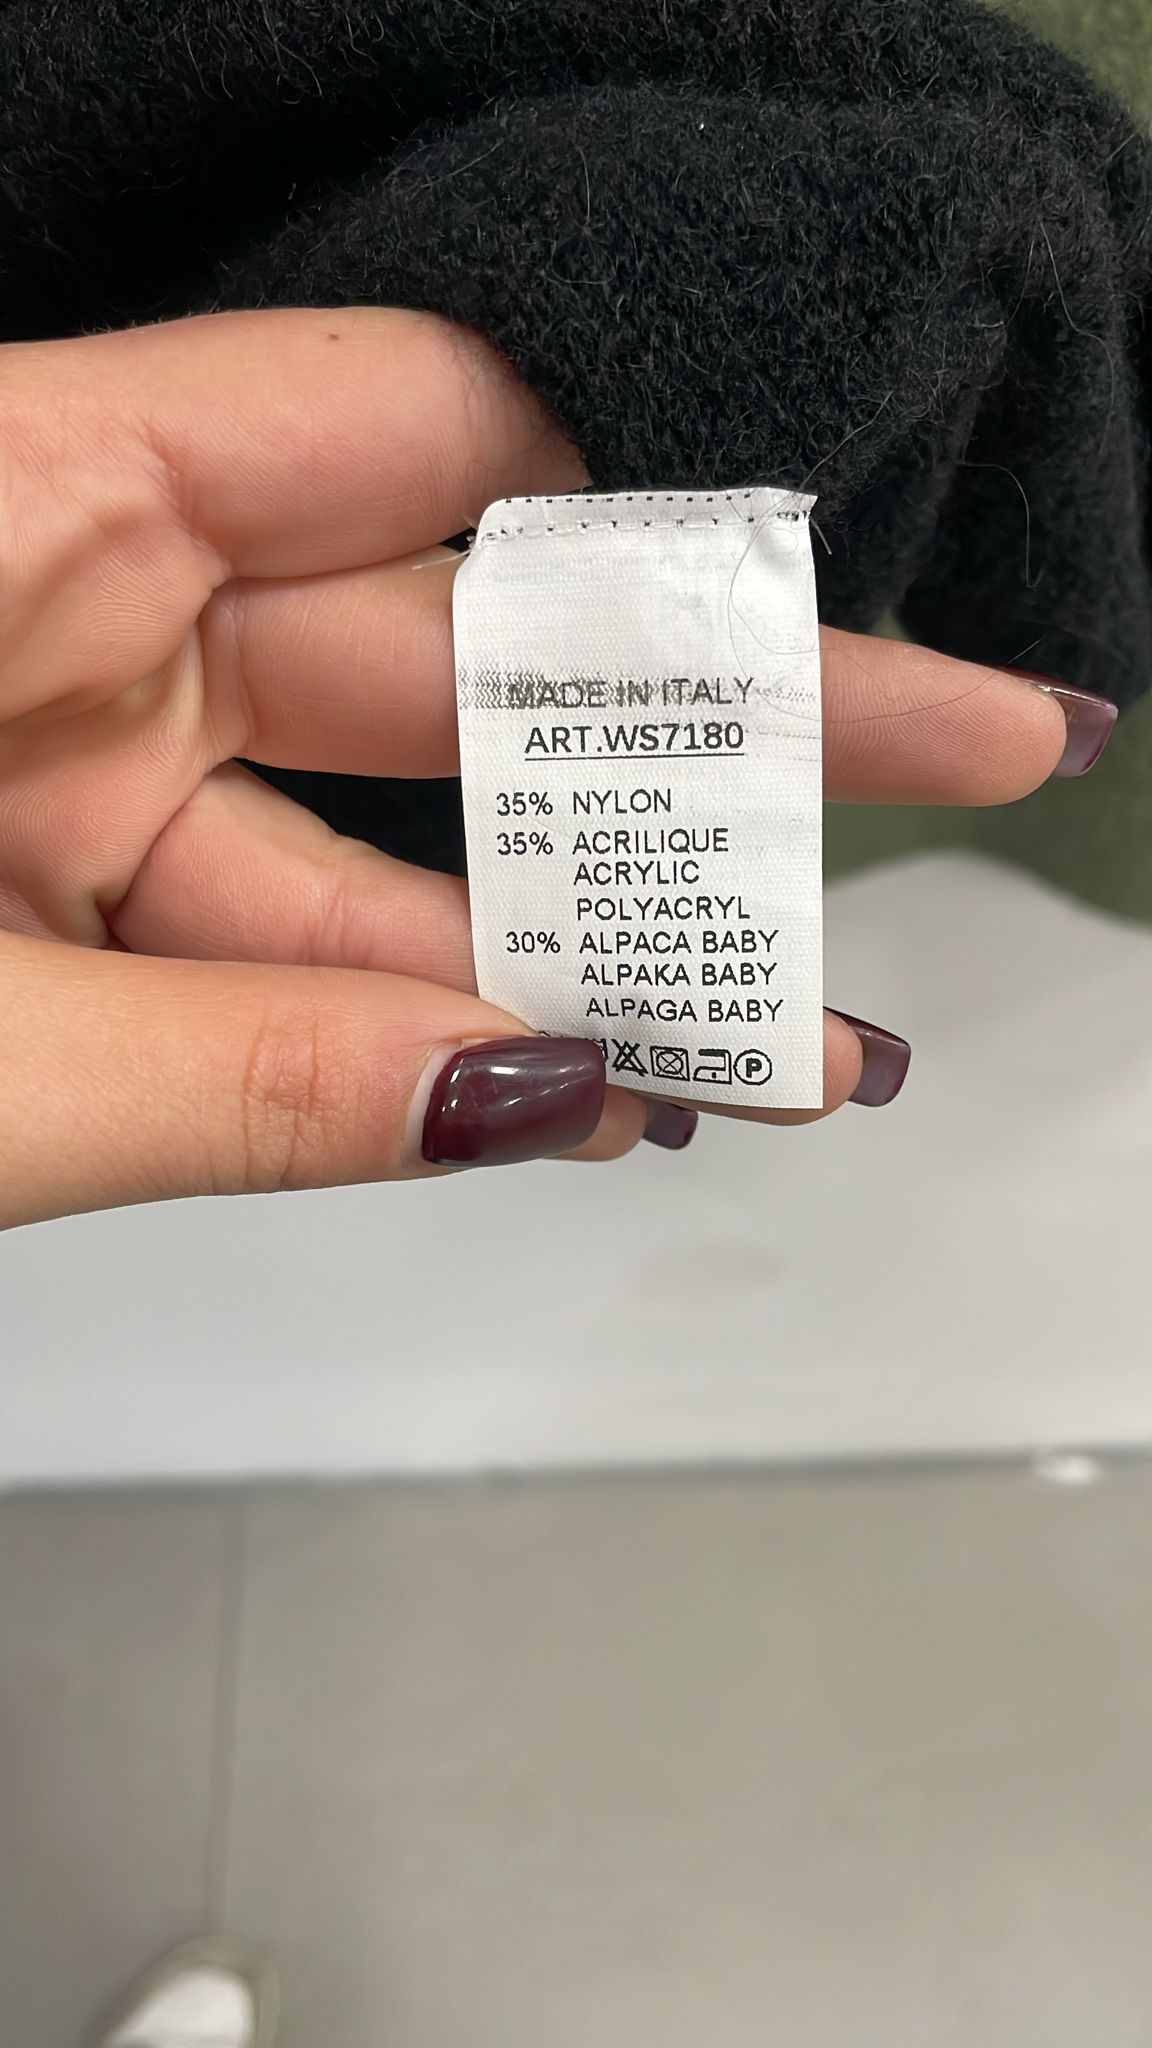 MADE IN ITALY
ART.WS7180
35% NYLON
35% ACRILIQUE
ACRYLIC
POLYACRYL
30% ALPACA BABY
ALPAKA BABY
ALPAGA BABY
P